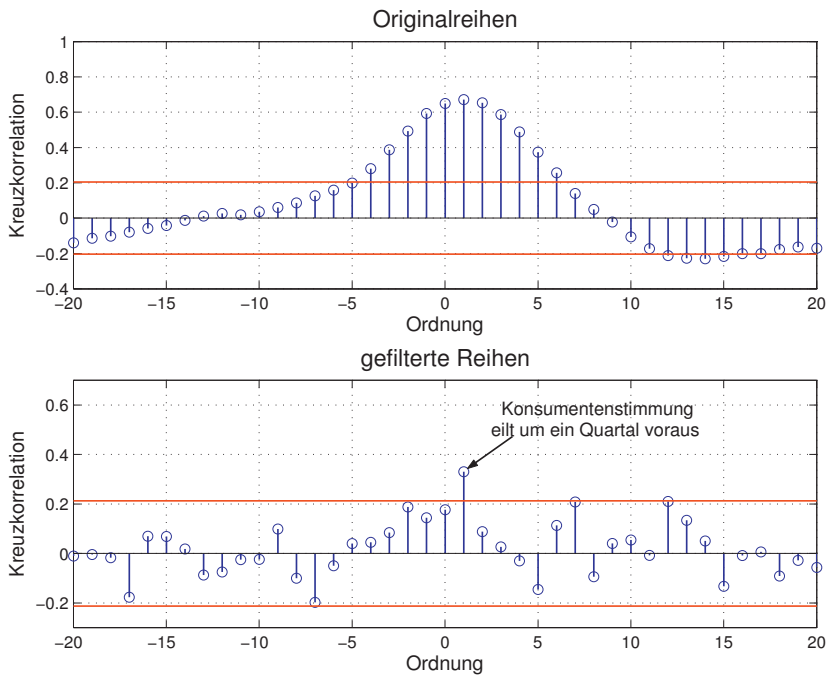 Originalreihen
Kreuzkorrelation
1
0.8
0.6
0.4
0.2
0
−0.2
−0.4
−20 −15 −10 −5 0 5 10 15 20
Ordnung
gefilterte Reihen
Kreuzkorrelation
0.6
0.4
0.2
0
−0.2
Konsumentenstimmung
eilt um ein Quartal voraus
−20 −15 −10 −5 0 5 10 15 20
Ordnung